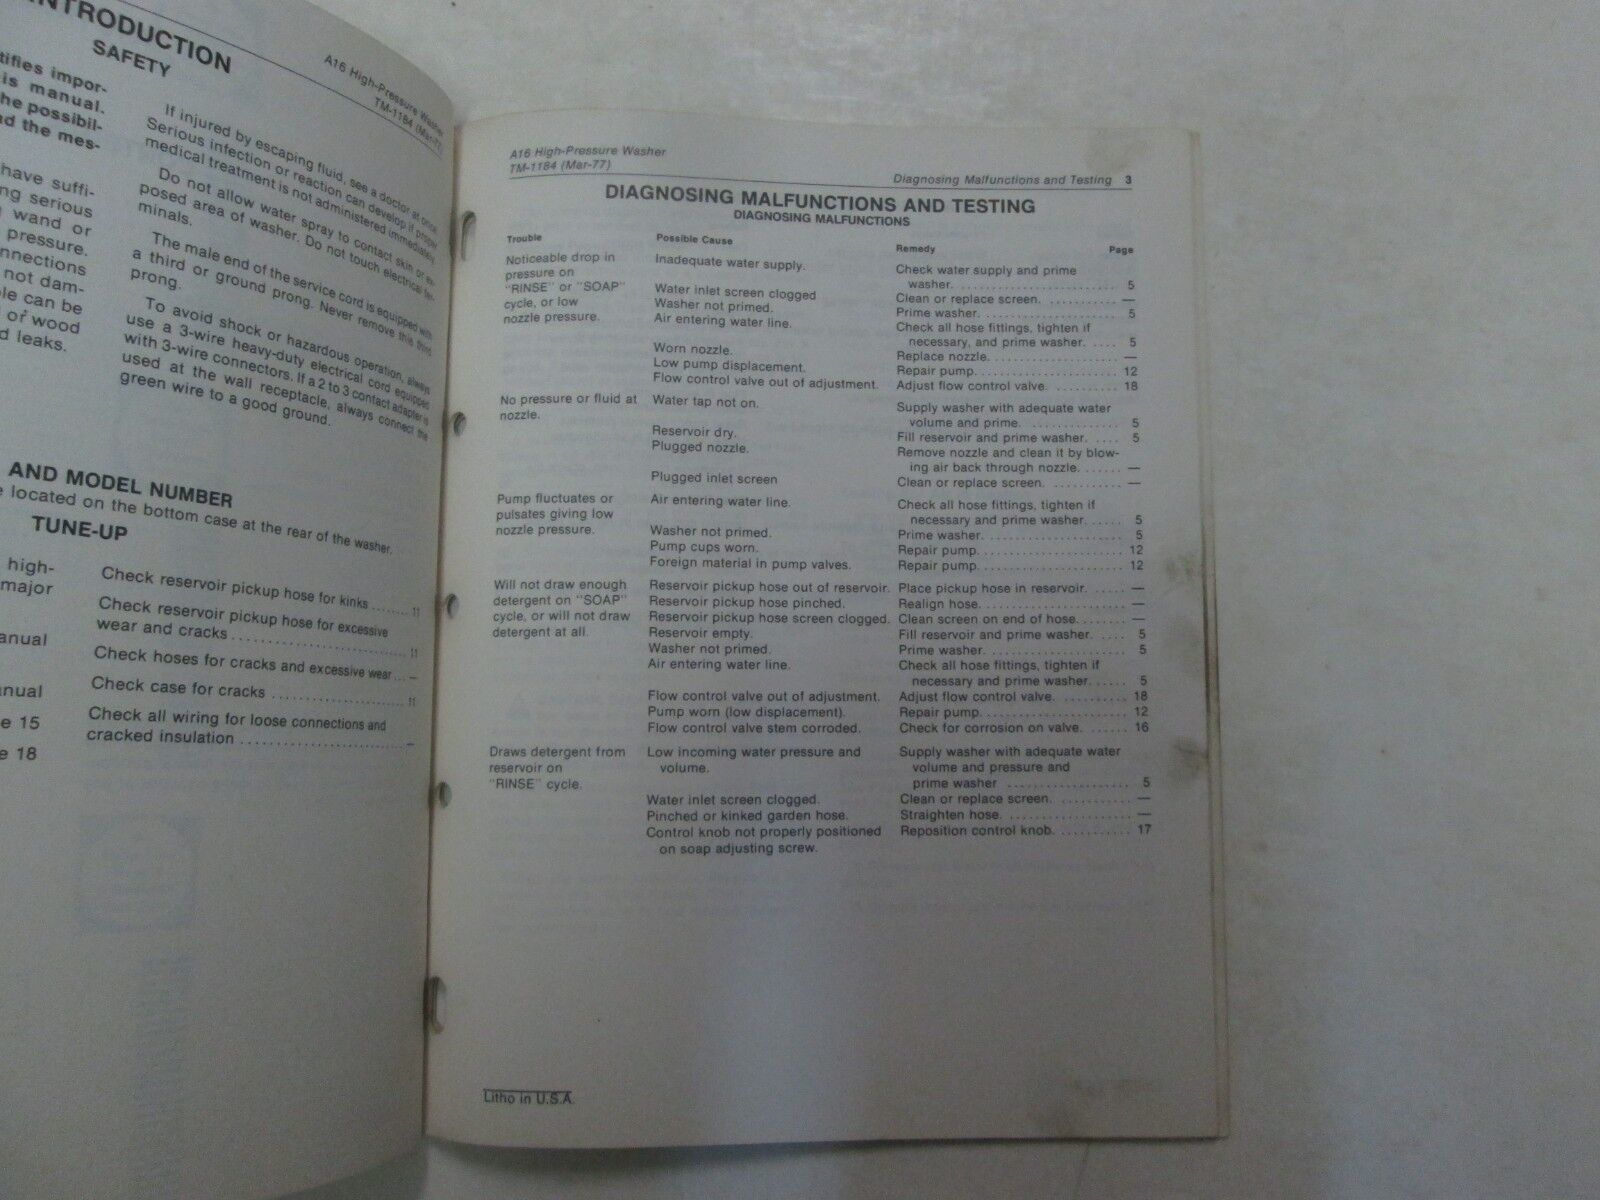 INTRODUCTION
A16 High-Pressure Washer
TM-1184 (Mar-77)
SAFETY
tifies impor-
is manual.
he possibil-
nd the mes-
have suffi-
ng serious
wand or
pressure.
nnections
not dam-
le can be
of wood
d leaks.
If injured by escaping fluid, see a doctor at once.
Serious infection or reaction can develop if proper
medical treatment is not administered immediately.
Do not allow water spray to contact skin or ex-
posed area of washer. Do not touch electrical ter-
minals.
The male end of the service cord is equipped with
a third or ground prong. Never remove this third
prong.
To avoid shock or hazardous operation, always
use a 3-wire heavy-duty electrical cord equipped
with 3-wire connectors. If a 2 to 3 contact adapter is
used at the wall receptacle, always connect the
green wire to a good ground.
AND MODEL NUMBER
e located on the bottom case at the rear of the washer.
TUNE-UP
high-
major
anual
anual
e 15
e 18
Check reservoir pickup hose for kinks ........ 11
Check reservoir pickup hose for excessive
wear and cracks ........................ 11
Check hoses for cracks and excessive wear ... —
Check case for cracks .................. 11
Check all wiring for loose connections and
cracked insulation ...................... —
A16 High-Pressure Washer
TM-1184 (Mar-77)
Diagnosing Malfunctions and Testing 3
DIAGNOSING MALFUNCTIONS AND TESTING
DIAGNOSING MALFUNCTIONS
Trouble Possible Cause Remedy Page
Noticeable drop in Inadequate water supply. Check water supply and prime
pressure on washer. ......................... 5
"RINSE" or "SOAP" Water inlet screen clogged Clean or replace screen. ........... —
cycle, or low Washer not primed. Prime washer. ..................... 5
nozzle pressure. Air entering water line. Check all hose fittings, tighten if
necessary, and prime washer. .... 5
Worn nozzle. Replace nozzle. .................... —
Low pump displacement. Repair pump. ...................... 12
Flow control valve out of adjustment. Adjust flow control valve. .......... 18
No pressure or fluid at Water tap not on. Supply washer with adequate water
nozzle. volume and prime. .............. 5
Reservoir dry. Fill reservoir and prime washer. .... 5
Plugged nozzle. Remove nozzle and clean it by blow-
ing air back through nozzle. ..... —
Plugged inlet screen Clean or replace screen. ........... —
Pump fluctuates or Air entering water line. Check all hose fittings, tighten if
pulsates giving low necessary and prime washer. ..... 5
nozzle pressure. Washer not primed. Prime washer. ..................... 5
Pump cups worn. Repair pump. ...................... 12
Foreign material in pump valves. Repair pump. ...................... 12
Will not draw enough Reservoir pickup hose out of reservoir. Place pickup hose in reservoir. ..... —
detergent on "SOAP" Reservoir pickup hose pinched. Realign hose. ..................... —
cycle, or will not draw Reservoir pickup hose screen clogged. Clean screen on end of hose. ....... —
detergent at all. Reservoir empty. Fill reservoir and prime washer. .... 5
Washer not primed. Prime washer. ..................... 5
Air entering water line. Check all hose fittings, tighten if
necessary and prime washer. ..... 5
Flow control valve out of adjustment. Adjust flow control valve. .......... 18
Pump worn (low displacement). Repair pump. ...................... 12
Flow control valve stem corroded. Check for corrosion on valve. ...... 16
Draws detergent from Low incoming water pressure and Supply washer with adequate water
reservoir on volume. volume and pressure and
"RINSE" cycle. prime washer ................... 5
Water inlet screen clogged. Clean or replace screen. ........... —
Pinched or kinked garden hose. Straighten hose. ................... —
Control knob not properly positioned Reposition control knob. ........... 17
on soap adjusting screw.
Litho in U.S.A.